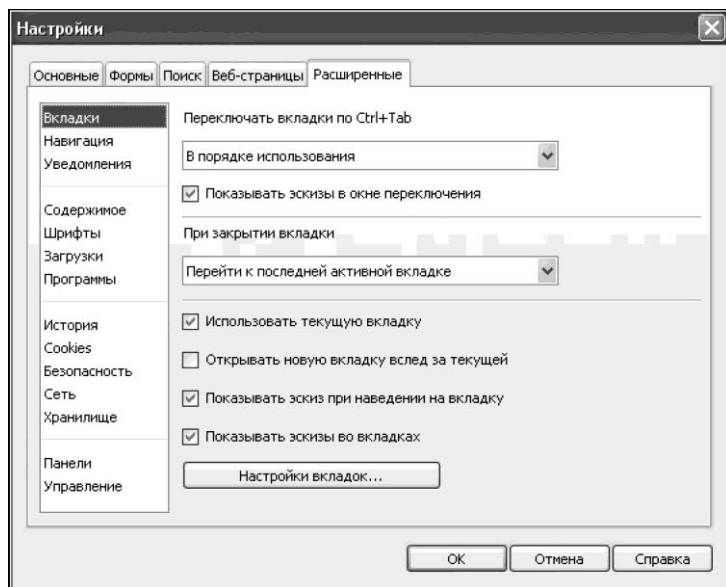 Настройки
Основные Формы Поиск Веб-страницы Расширенные
Вкладки
Навигация
Уведомления
Содержимое
Шрифты
Загрузки
Программы
История
Cookies
Безопасность
Сеть
Хранилище
Панели
Управление
Переключать вкладки по Ctrl+Tab
В порядке использования
Показывать эскизы в окне переключения
При закрытии вкладки
Перейти к последней активной вкладке
Использовать текущую вкладку
Открывать новую вкладку вслед за текущей
Показывать эскиз при наведении на вкладку
Показывать эскизы во вкладках
Настройки вкладок...
ОК Отмена Справка